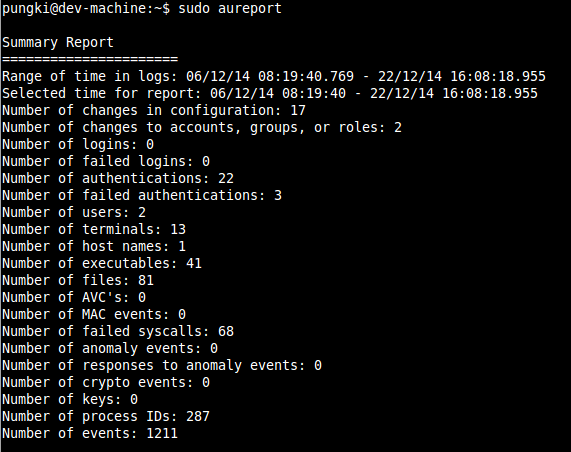 pungki@dev-machine:~$ sudo aureport

Summary Report
======================
Range of time in logs: 06/12/14 08:19:40.769 - 22/12/14 16:08:18.955
Selected time for report: 06/12/14 08:19:40 - 22/12/14 16:08:18.955
Number of changes in configuration: 17
Number of changes to accounts, groups, or roles: 2
Number of logins: 0
Number of failed logins: 0
Number of authentications: 22
Number of failed authentications: 3
Number of users: 2
Number of terminals: 13
Number of host names: 1
Number of executables: 41
Number of files: 81
Number of AVC's: 0
Number of MAC events: 0
Number of failed syscalls: 68
Number of anomaly events: 0
Number of responses to anomaly events: 0
Number of crypto events: 0
Number of keys: 0
Number of process IDs: 287
Number of events: 1211